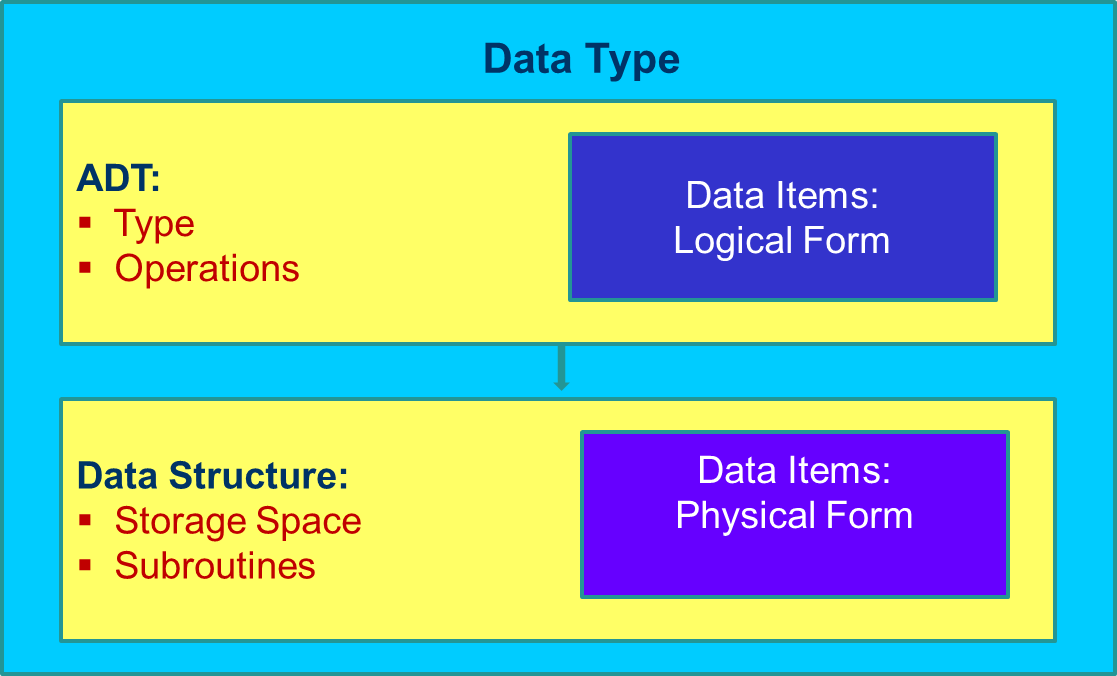 Data Type
ADT:
▪ Type
▪ Operations
Data Items:
Logical Form
Data Structure:
▪ Storage Space
▪ Subroutines
Data Items:
Physical Form